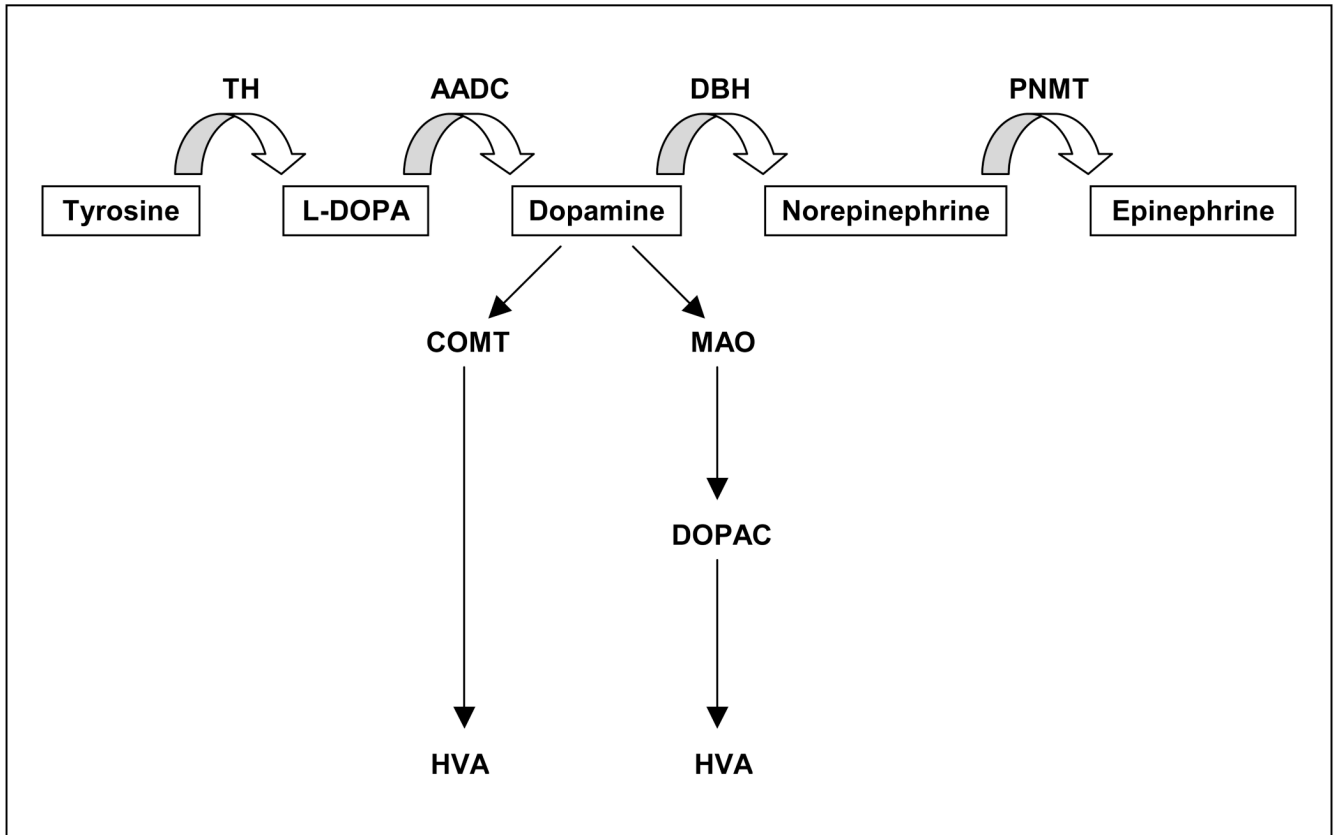 TH AADC DBH PNMT
Tyrosine L-DOPA Dopamine Norepinephrine Epinephrine
COMT MAO
DOPAC
HVA HVA